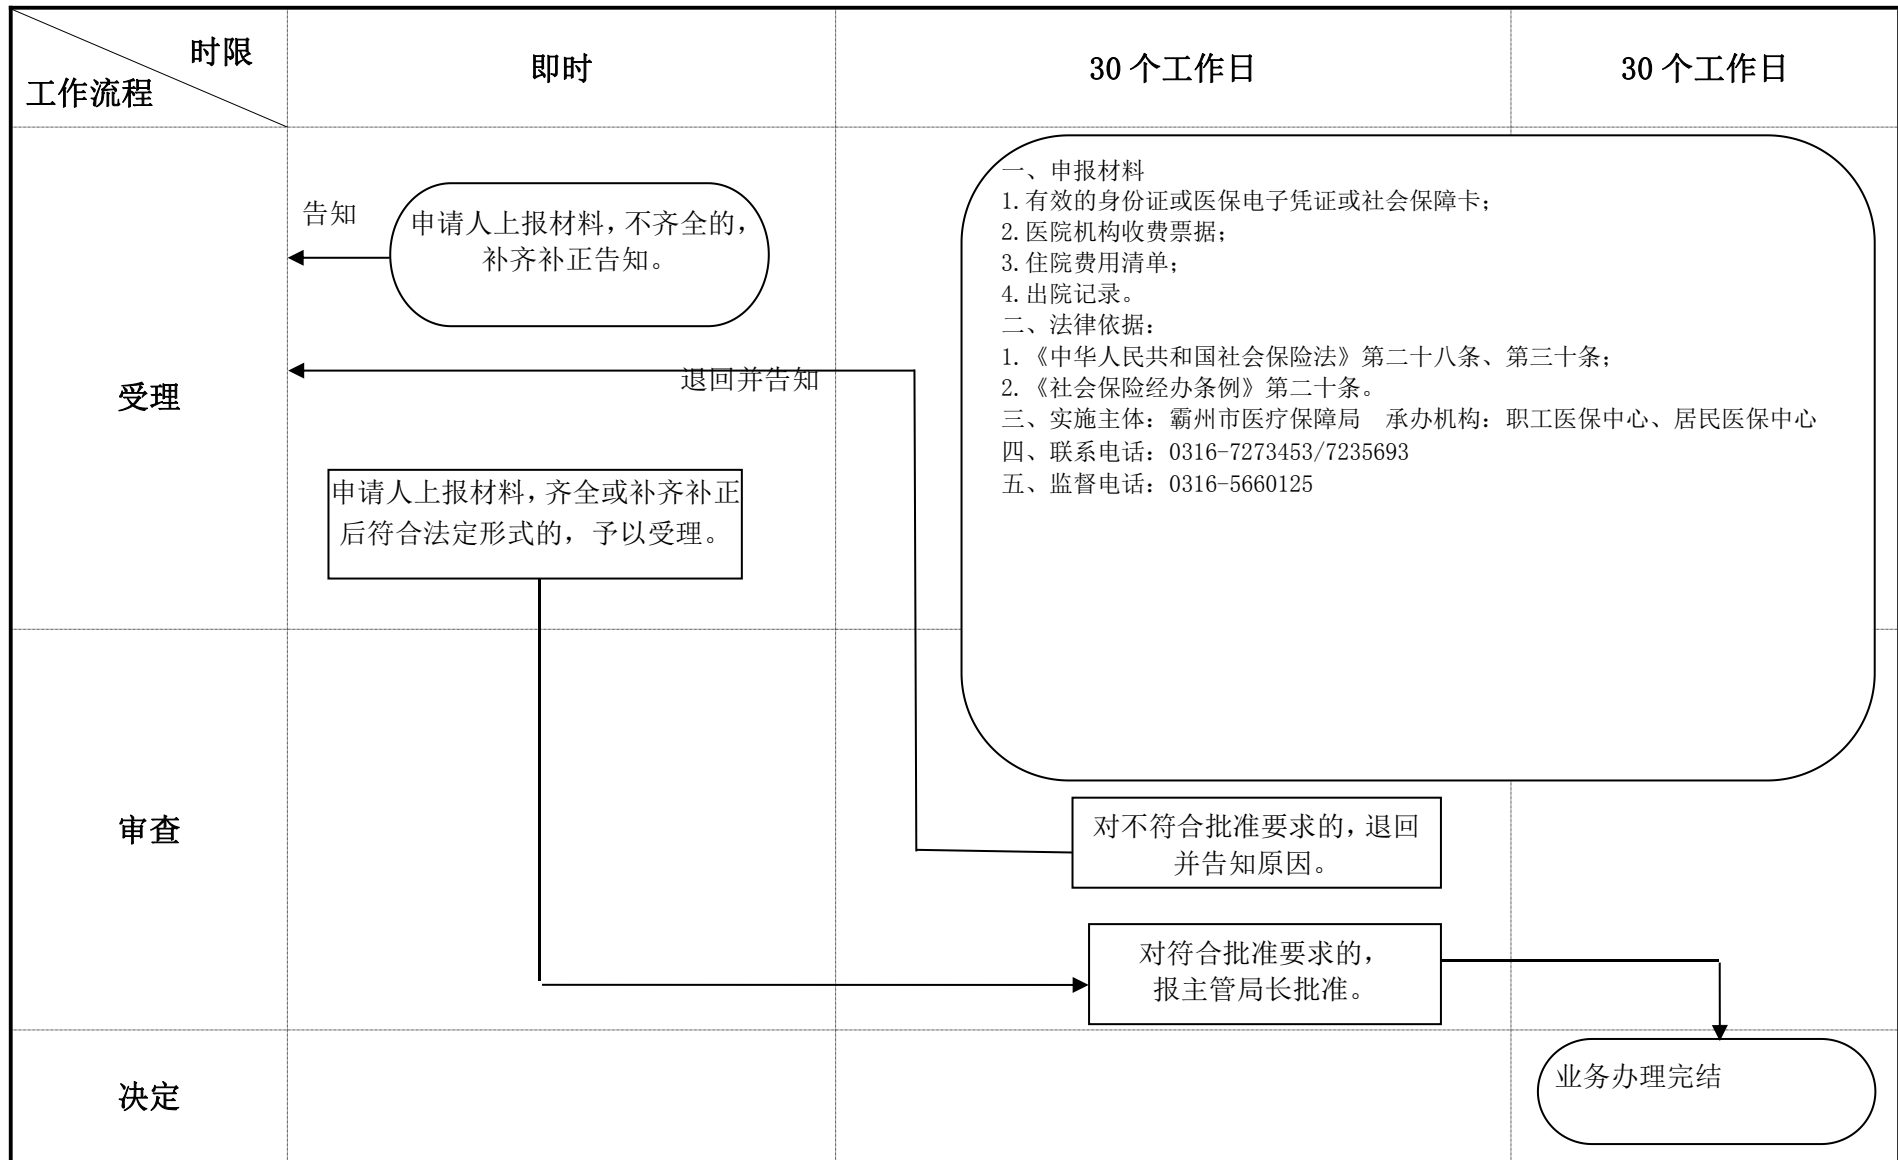 时限
工作流程
即时
30 个工作日
30 个工作日
受理
告知
申请人上报材料，不齐全的，
补齐补正告知。
退回并告知
申请人上报材料，齐全或补齐补正
后符合法定形式的，予以受理。
一、申报材料
1.有效的身份证或医保电子凭证或社会保障卡；
2.医院机构收费票据；
3.住院费用清单；
4.出院记录。
二、法律依据：
1.《中华人民共和国社会保险法》第二十八条、第三十条；
2.《社会保险经办条例》第二十条。
三、实施主体：霸州市医疗保障局　承办机构：职工医保中心、居民医保中心
四、联系电话：0316-7273453/7235693
五、监督电话：0316-5660125
审查
对不符合批准要求的，退回
并告知原因。
对符合批准要求的，
报主管局长批准。
决定
业务办理完结